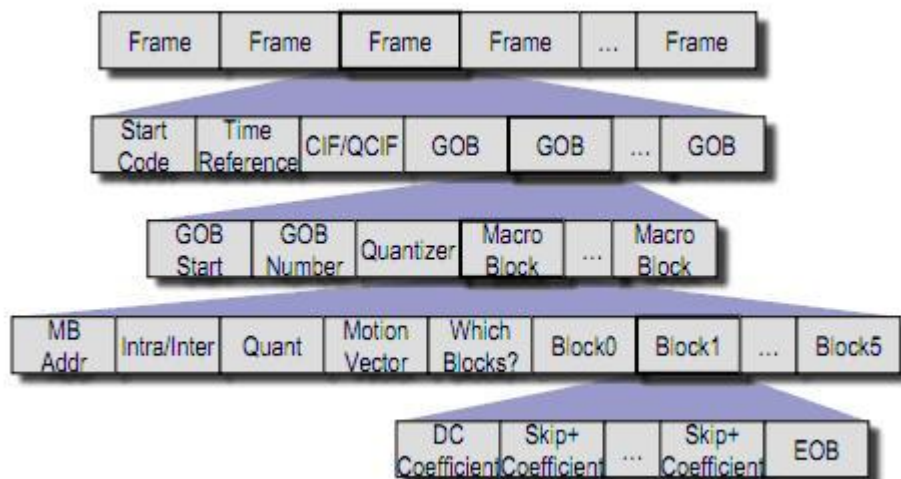 Frame Frame Frame Frame ... Frame
Start Code Time Reference CIF/QCIF GOB GOB ... GOB
GOB Start GOB Number Quantizer Macro Block ... Macro Block
MB Addr Intra/Inter Quant Motion Vector Which Blocks? Block0 Block1 ... Block5
DC Coefficient Skip+ Coefficient ... Skip+ Coefficient EOB